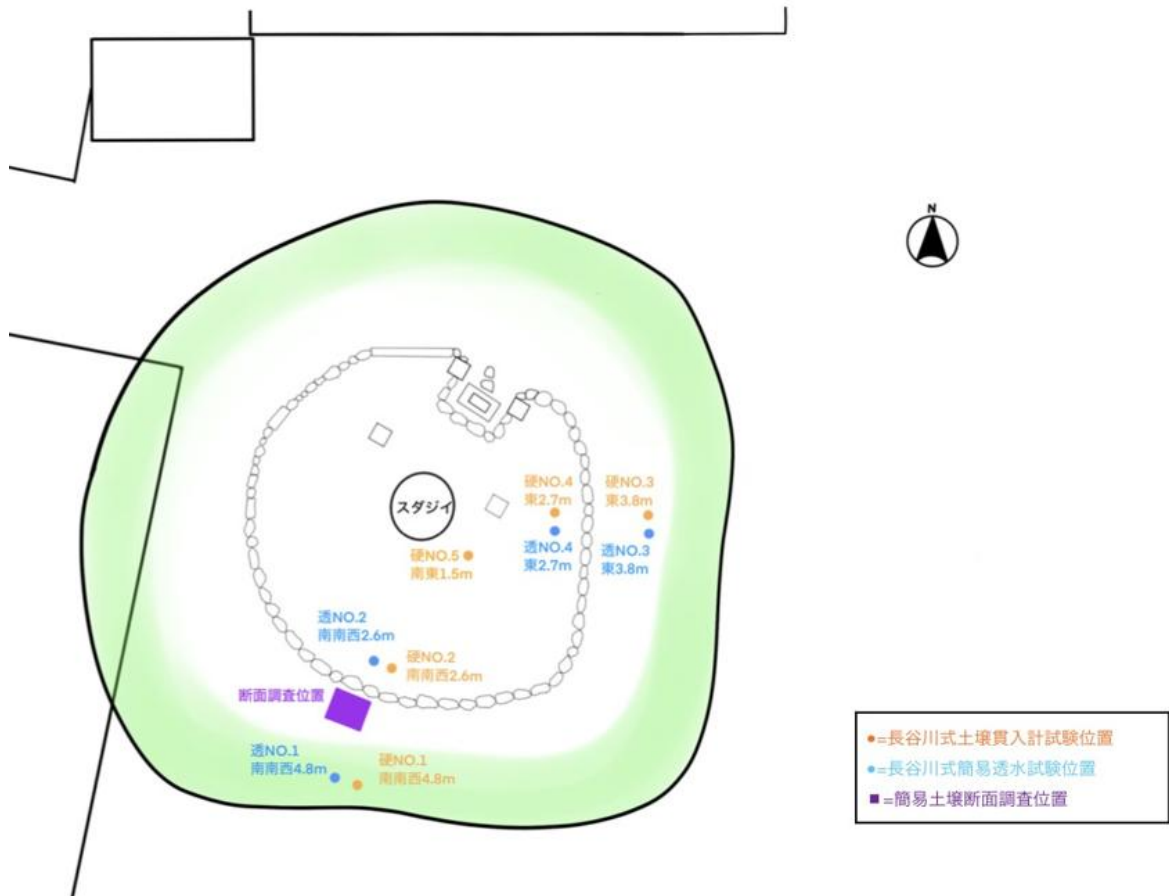 N
硬NO.4
東2.7m
硬NO.3
東3.8m
スダジイ
透NO.4
東2.7m
透NO.3
東3.8m
硬NO.5
南東1.5m
透NO.2
南南西2.6m
硬NO.2
南南西2.6m
断面調査位置
透NO.1
南南西4.8m
硬NO.1
南南西4.8m
●=長谷川式土壌貫入計試験位置
●=長谷川式簡易透水試験位置
■=簡易土壌断面調査位置